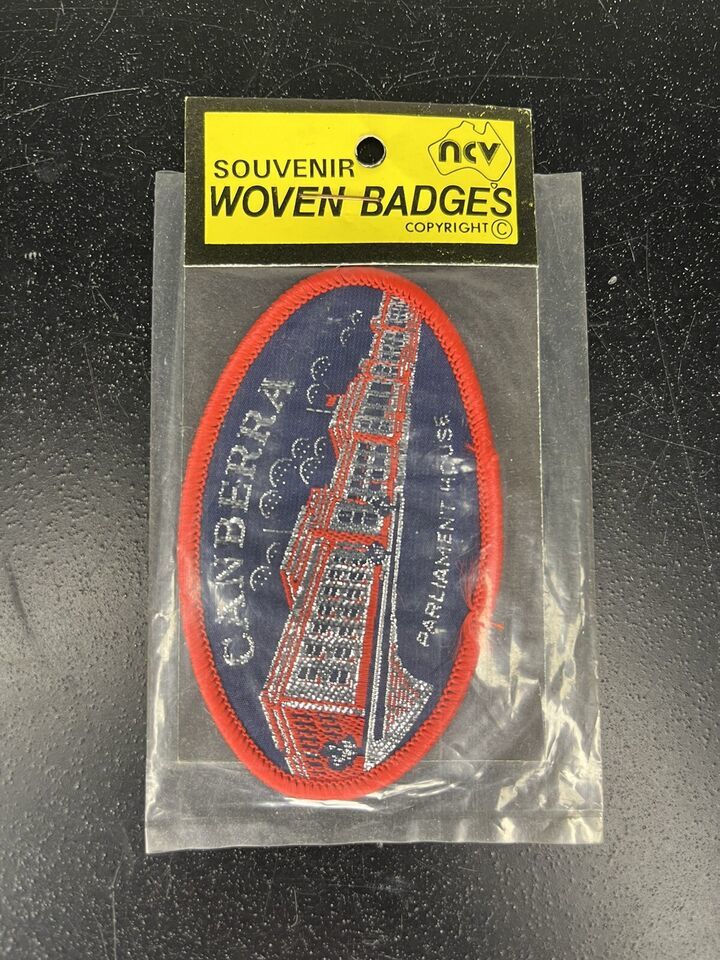 ncv
SOUVENIR
WOVEN BADGES
COPYRIGHT ©
CANBERRA
PARLIAMENT HOUSE